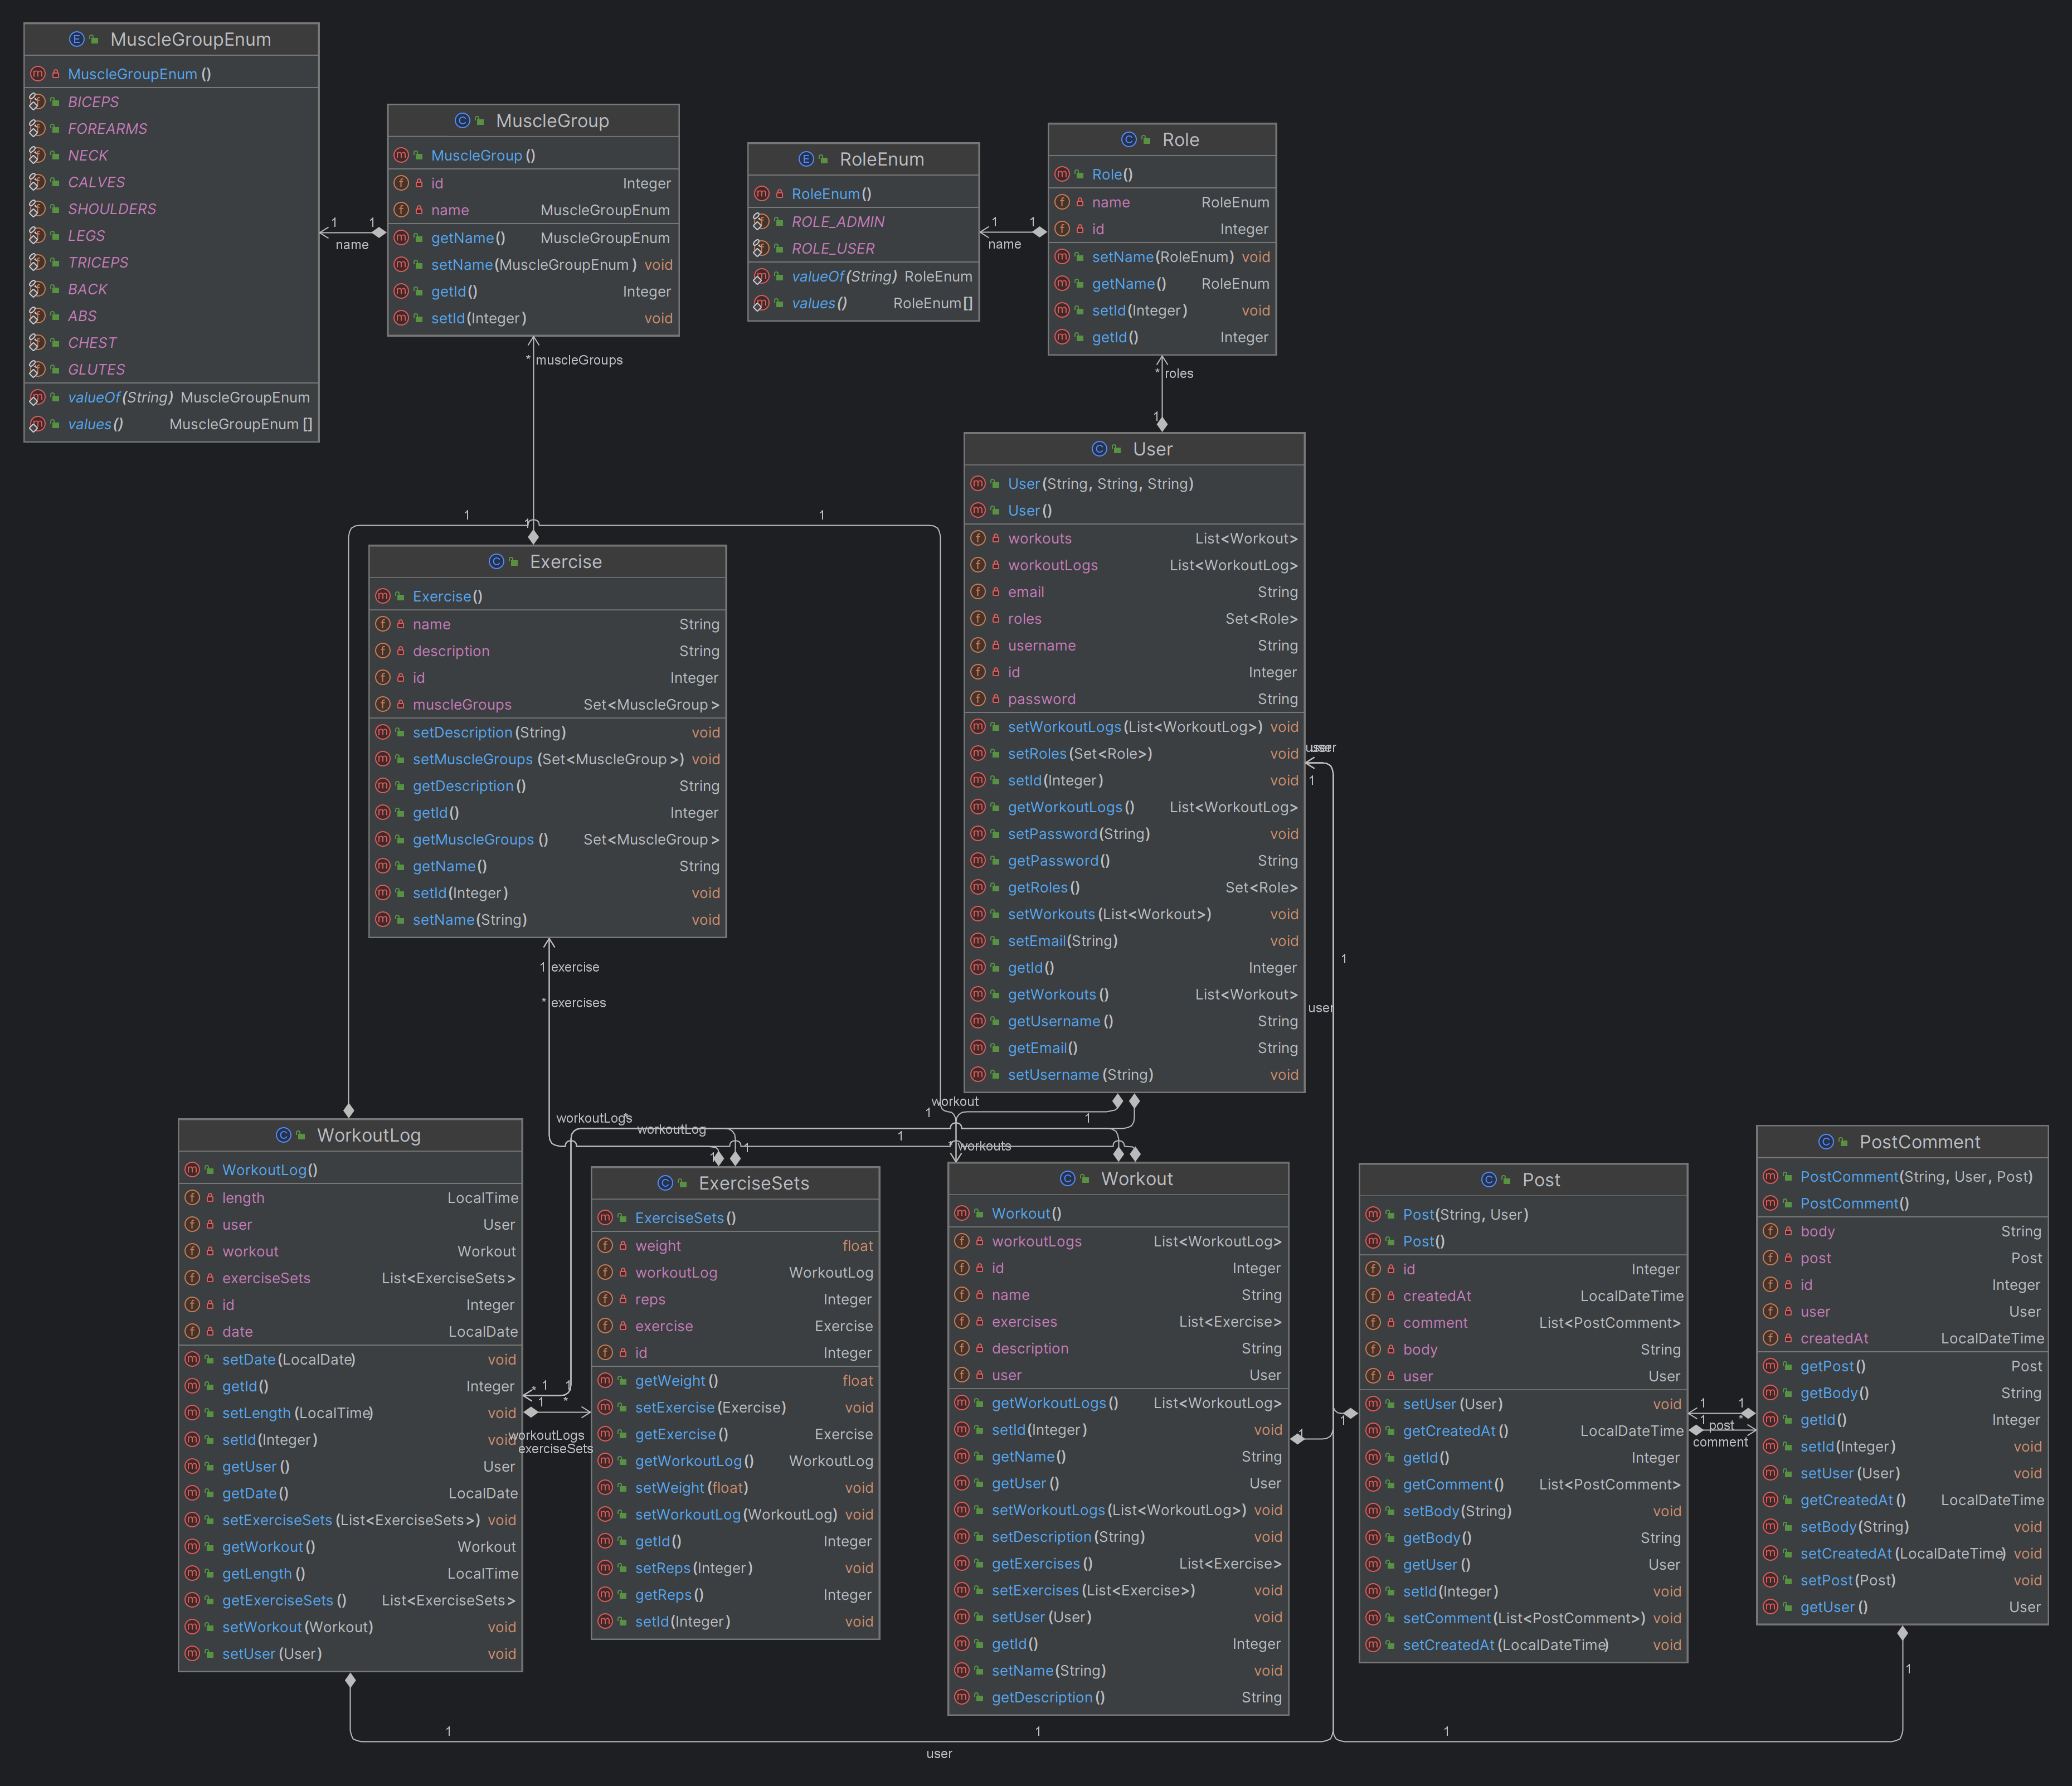 MuscleGroupEnum
MuscleGroupEnum ()
BICEPS
FOREARMS
NECK
CALVES
SHOULDERS
LEGS
TRICEPS
BACK
ABS
CHEST
GLUTES
valueOf(String) MuscleGroupEnum
values() MuscleGroupEnum []
1 1
name
MuscleGroup
MuscleGroup ()
id Integer
name MuscleGroupEnum
getName() MuscleGroupEnum
setName(MuscleGroupEnum ) void
getId() Integer
setId(Integer) void
* muscleGroups
1
RoleEnum
RoleEnum()
ROLE_ADMIN
ROLE_USER
valueOf(String) RoleEnum
values() RoleEnum[]
1 1
name
Role
Role()
name RoleEnum
id Integer
setName(RoleEnum) void
getName() RoleEnum
setId(Integer) void
getId() Integer
* roles
1
User
User(String, String, String)
User()
workouts List<Workout>
workoutLogs List<WorkoutLog>
email String
roles Set<Role>
username String
id Integer
password String
setWorkoutLogs(List<WorkoutLog>) void
setRoles(Set<Role>) void
setId(Integer) void
getWorkoutLogs() List<WorkoutLog>
setPassword(String) void
getPassword() String
getRoles() Set<Role>
setWorkouts(List<Workout>) void
setEmail(String) void
getId() Integer
getWorkouts() List<Workout>
getUsername () String
getEmail() String
setUsername (String) void
user
1
1
user
1 1
Exercise
Exercise()
name String
description String
id Integer
muscleGroups Set<MuscleGroup >
setDescription(String) void
setMuscleGroups (Set<MuscleGroup >) void
getDescription() String
getId() Integer
getMuscleGroups () Set<MuscleGroup >
getName() String
setId(Integer) void
setName(String) void
1 exercise
* exercises
workout
1 1
workoutLogs
workoutLog
1
workouts
1 1
WorkoutLog
WorkoutLog()
length LocalTime
user User
workout Workout
exerciseSets List<ExerciseSets>
id Integer
date LocalDate
setDate(LocalDate) void
getId() Integer
setLength (LocalTime) void
setId(Integer) void
getUser () User
getDate() LocalDate
setExerciseSets (List<ExerciseSets>) void
getWorkout() Workout
getLength () LocalTime
getExerciseSets () List<ExerciseSets>
setWorkout(Workout) void
setUser (User) void
* 1 1
1 *
workoutLogs
exerciseSets
ExerciseSets
ExerciseSets()
weight float
workoutLog WorkoutLog
reps Integer
exercise Exercise
id Integer
getWeight() float
setExercise(Exercise) void
getExercise() Exercise
getWorkoutLog() WorkoutLog
setWeight(float) void
setWorkoutLog(WorkoutLog) void
getId() Integer
setReps(Integer) void
getReps() Integer
setId(Integer) void
Workout
Workout()
workoutLogs List<WorkoutLog>
id Integer
name String
exercises List<Exercise>
description String
user User
getWorkoutLogs() List<WorkoutLog>
setId(Integer) void
getName() String
getUser () User
setWorkoutLogs(List<WorkoutLog>) void
setDescription(String) void
getExercises() List<Exercise>
setExercises(List<Exercise>) void
setUser (User) void
getId() Integer
setName(String) void
getDescription() String
1
1
Post
Post(String, User)
Post()
id Integer
createdAt LocalDateTime
comment List<PostComment>
body String
user User
setUser (User) void
getCreatedAt () LocalDateTime
getId() Integer
getComment() List<PostComment>
setBody(String) void
getBody() String
getUser () User
setId(Integer) void
setComment(List<PostComment>) void
setCreatedAt (LocalDateTime) void
1 1
1 post *
comment
PostComment
PostComment(String, User, Post)
PostComment()
body String
post Post
id Integer
user User
createdAt LocalDateTime
getPost() Post
getBody() String
getId() Integer
setId(Integer) void
setUser (User) void
getCreatedAt () LocalDateTime
setBody(String) void
setCreatedAt (LocalDateTime) void
setPost(Post) void
getUser () User
1
1 1 1
user